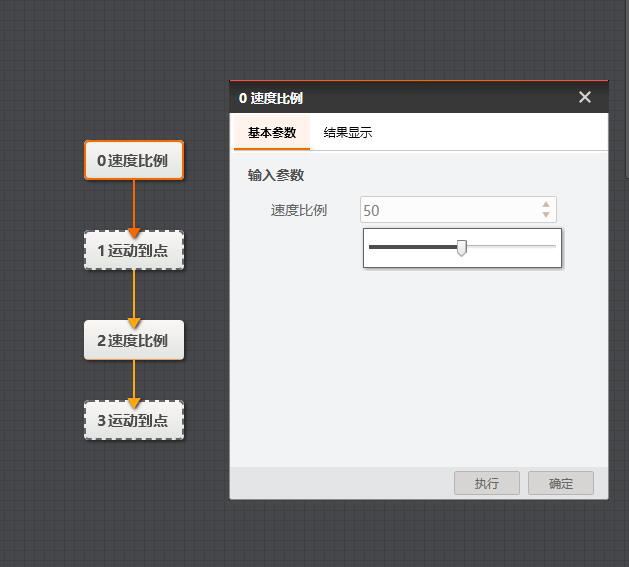 0速度比例
1运动到点
2速度比例
3运动到点
0 速度比例
基本参数 结果显示
输入参数
速度比例 50
执行 确定